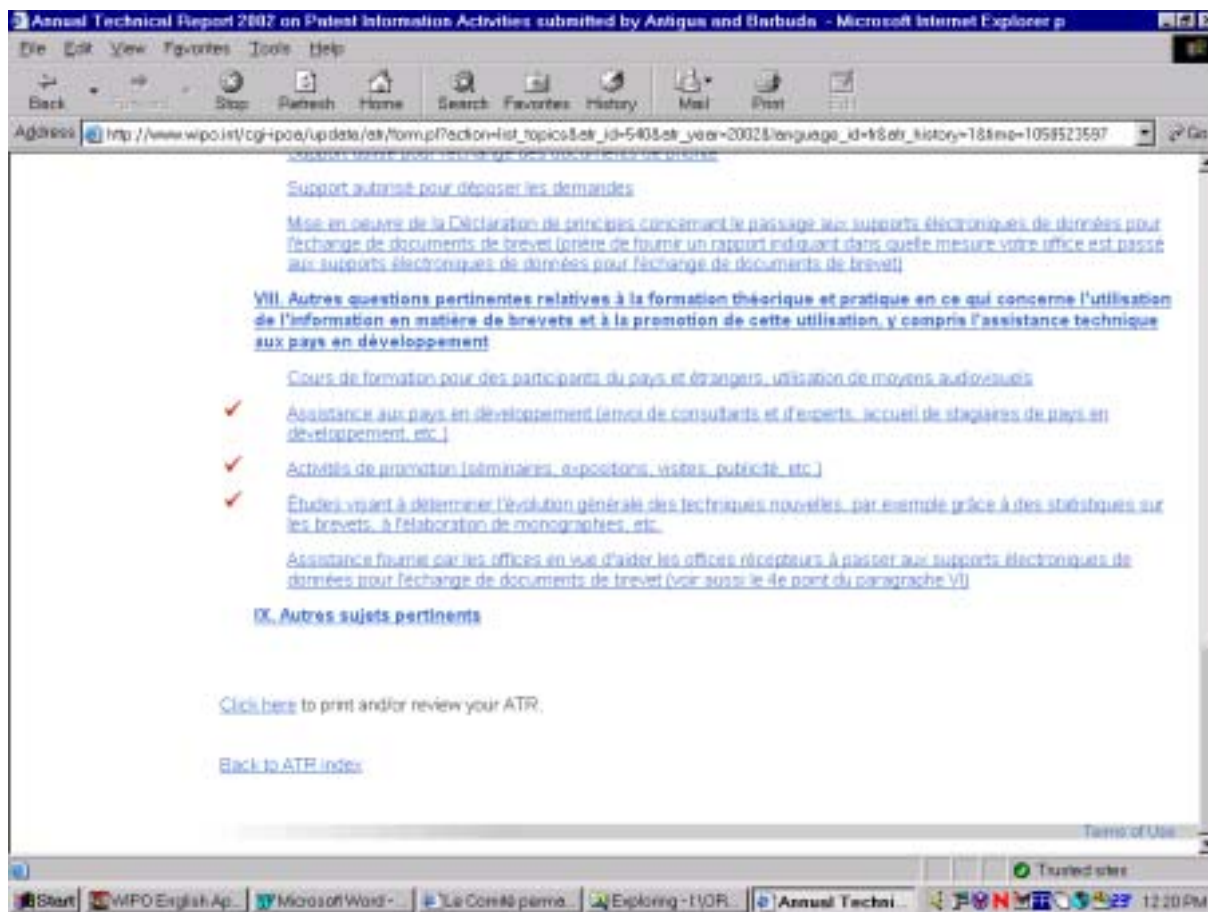 Annual Technical Report 2002 on Patent Information Activities submitted by Antigua and Barbuda - Microsoft Internet Explorer p
File Edit View Favorites Tools Help
Back Stop Refresh Home Search Favorites History Mail Print Edit
Address http://www.wipo.int/cgi-ipoa/update/atr/form.pl?action=list_topics&atr_id=540&atr_year=2002&language_id=fr&atr_history=1&time=1058523597 Go
Support utilisé pour l'échange des documents de priorité
Support autorisé pour déposer les demandes
Mise en oeuvre de la Déclaration de principes concernant le passage aux supports électroniques de données pour
l'échange de documents de brevet (prière de fournir un rapport indiquant dans quelle mesure votre office est passé
aux supports électroniques de données pour l'échange de documents de brevet)
VIII. Autres questions pertinentes relatives à la formation théorique et pratique en ce qui concerne l'utilisation
de l'information en matière de brevets et à la promotion de cette utilisation, y compris l'assistance technique
aux pays en développement
Cours de formation pour des participants du pays et étrangers, utilisation de moyens audiovisuels
Assistance aux pays en développement (envoi de consultants et d'experts, accueil de stagiaires de pays en
développement, etc.)
Activités de promotion (séminaires, expositions, visites, publicité, etc.)
Études visant à déterminer l'évolution générale des techniques nouvelles, par exemple grâce à des statistiques sur
les brevets, à l'élaboration de monographies, etc.
Assistance fournie par les offices en vue d'aider les offices récepteurs à passer aux supports électroniques de
données pour l'échange de documents de brevet (voir aussi le 4e point du paragraphe VI)
IX. Autres sujets pertinents
Click here to print and/or review your ATR.
Back to ATR index
Terms of Use
Trusted sites
Start WIPO English Ap... Microsoft Word - ... "Le Comité perma... Exploring - I:\OR... Annual Techni... 12:20 PM